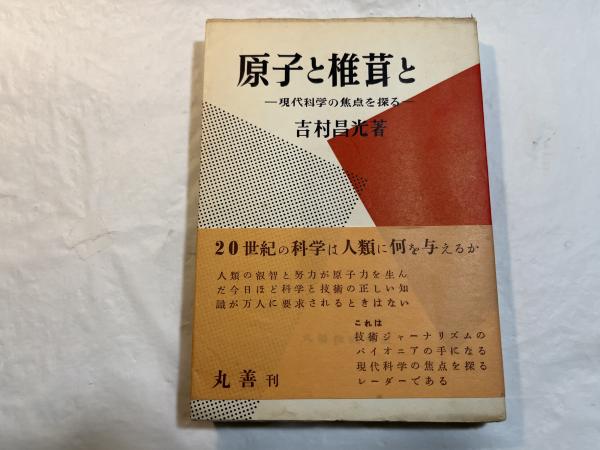 原子と椎茸と
―現代科学の焦点を探る―
吉村昌光著
20世紀の科学は人類に何を与えるか
人類の叡智と努力が原子力を生ん
だ今日ほど科学と技術の正しい知
識が万人に要求されるときはない
これは
技術ジャーナリズムの
パイオニアの手になる
現代科学の焦点を探る
レーダーである
丸善刊